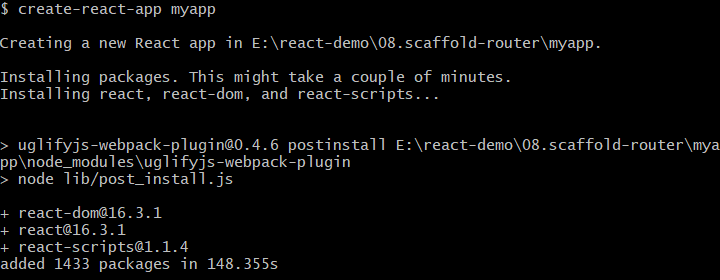 $ create-react-app myapp
Creating a new React app in E:\react-demo\08.scaffold-router\myapp.
Installing packages. This might take a couple of minutes.
Installing react, react-dom, and react-scripts...
> uglifyjs-webpack-plugin@0.4.6 postinstall E:\react-demo\08.scaffold-router\mya
pp\node_modules\uglifyjs-webpack-plugin
> node lib/post_install.js
+ react-dom@16.3.1
+ react@16.3.1
+ react-scripts@1.1.4
added 1433 packages in 148.355s